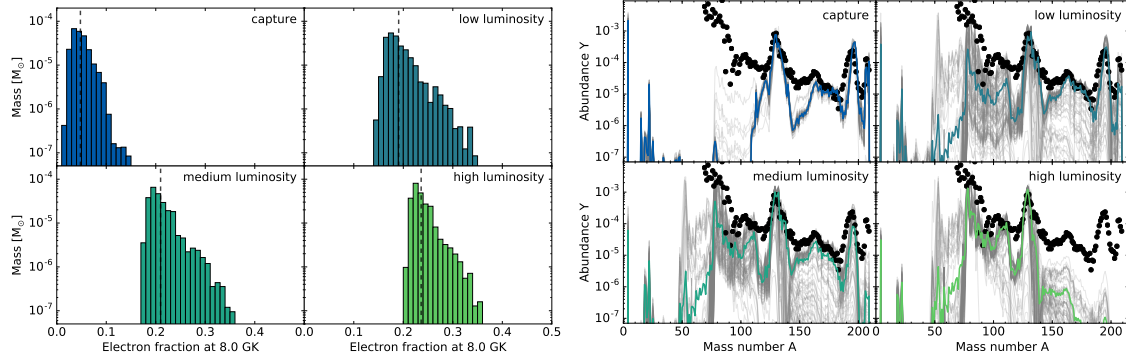 capture
low luminosity
10⁻⁴
10⁻⁵
10⁻⁶
10⁻⁷
Mass [M⊙]
medium luminosity
high luminosity
10⁻⁴
10⁻⁵
10⁻⁶
10⁻⁷
Mass [M⊙]
0.0 0.1 0.2 0.3 0.4 0.1 0.2 0.3 0.4 0.5
Electron fraction at 8.0 GK Electron fraction at 8.0 GK
capture
low luminosity
10⁻³
10⁻⁴
10⁻⁵
10⁻⁶
10⁻⁷
Abundance Y
medium luminosity
high luminosity
10⁻³
10⁻⁴
10⁻⁵
10⁻⁶
10⁻⁷
Abundance Y
0 50 100 150 200 50 100 150 200
Mass number A Mass number A